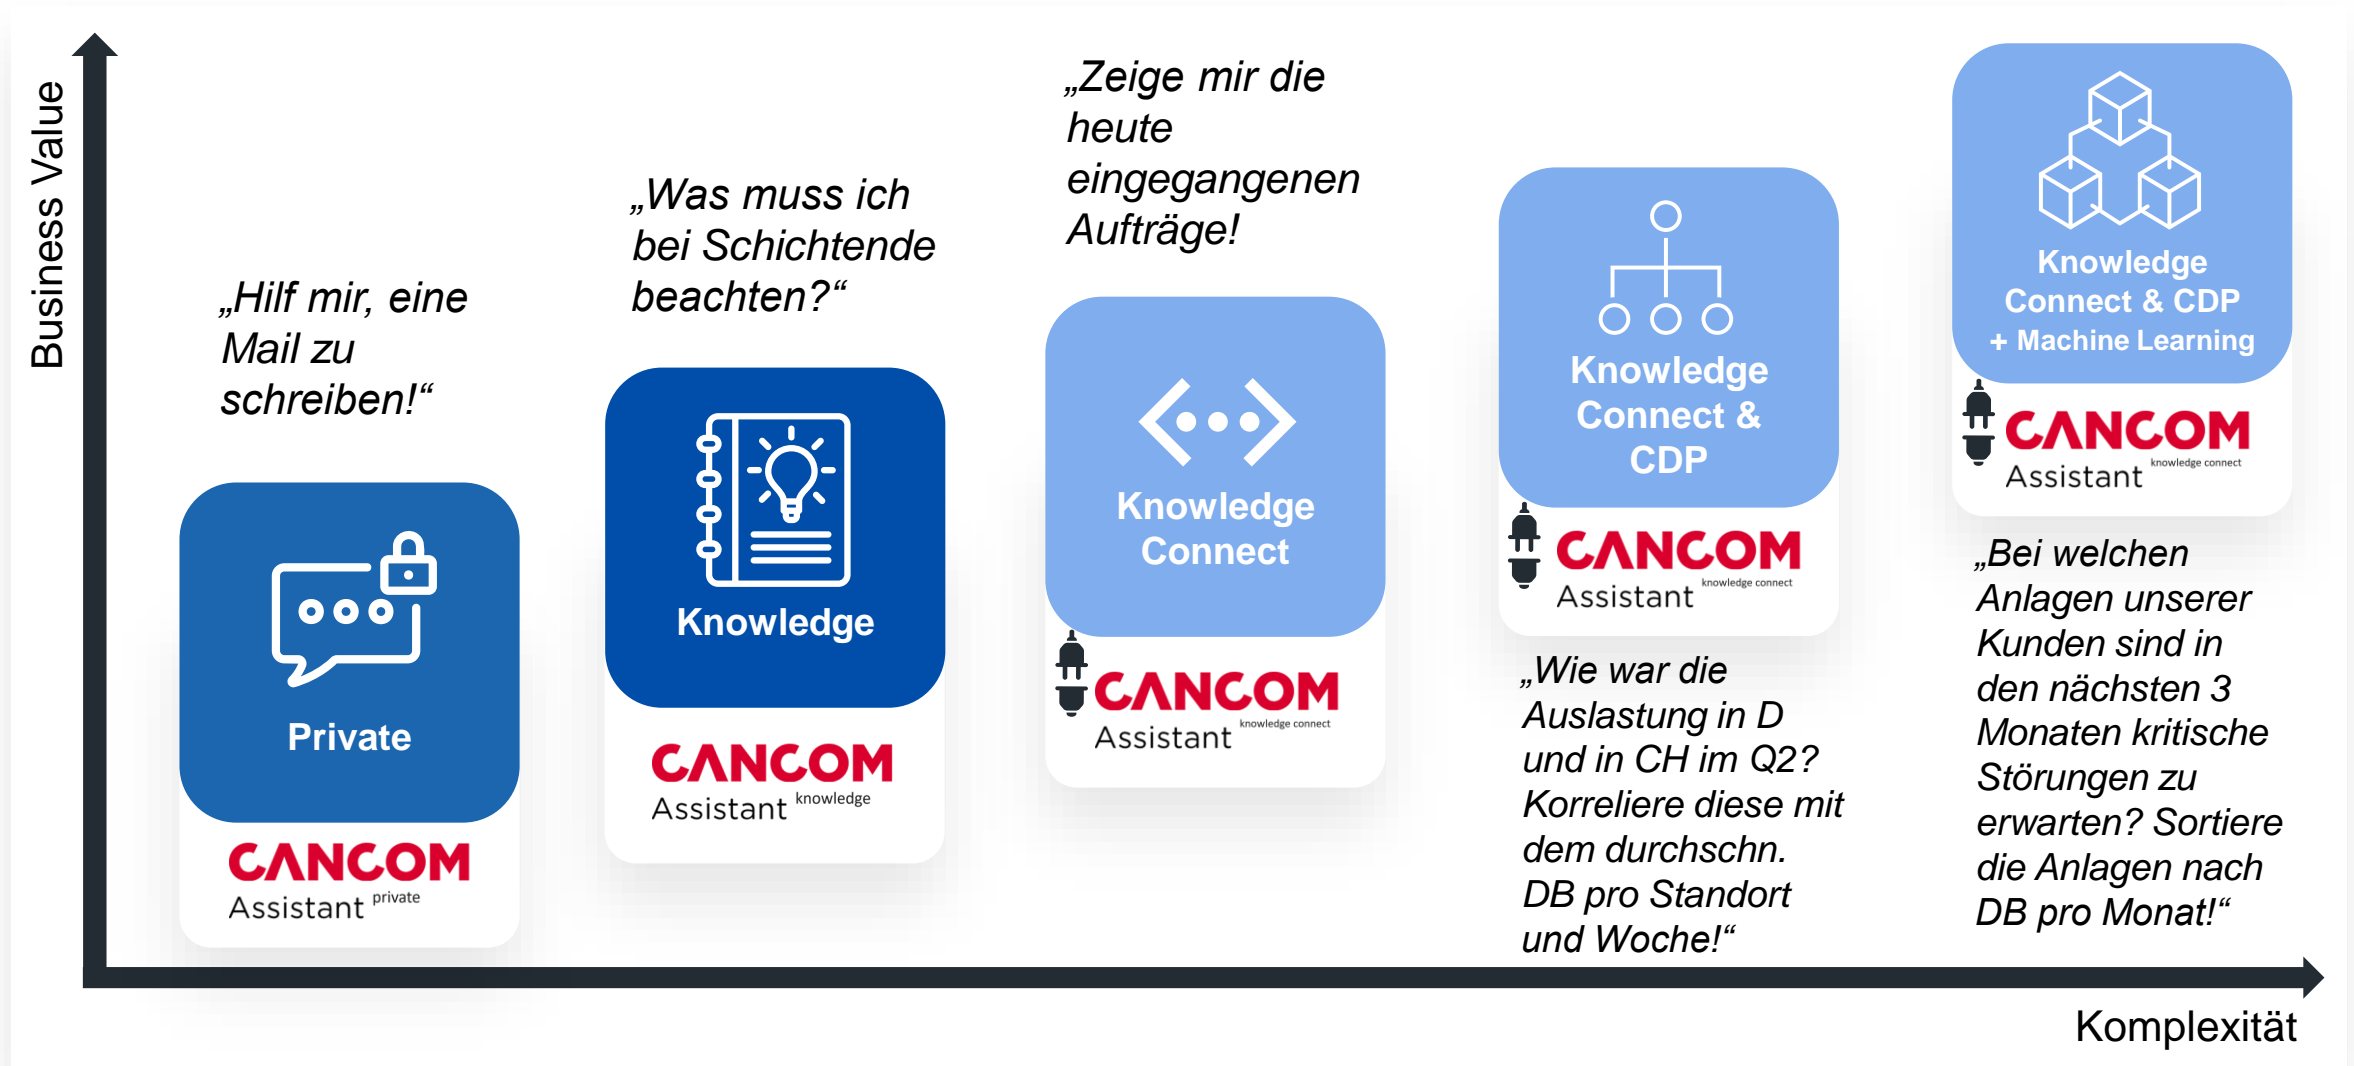 Business Value
„Hilf mir, eine
Mail zu
schreiben!“
Private
CANCOM
Assistant private
„Was muss ich
bei Schichtende
beachten?“
Knowledge
CANCOM
Assistant knowledge
„Zeige mir die
heute
eingegangenen
Aufträge!
Knowledge
Connect
CANCOM
Assistant knowledge connect
Knowledge
Connect &
CDP
CANCOM
Assistant knowledge connect
„Wie war die
Auslastung in D
und in CH im Q2?
Korreliere diese mit
dem durchschn.
DB pro Standort
und Woche!“
Knowledge
Connect & CDP
+ Machine Learning
CANCOM
Assistant knowledge connect
„Bei welchen
Anlagen unserer
Kunden sind in
den nächsten 3
Monaten kritische
Störungen zu
erwarten? Sortiere
die Anlagen nach
DB pro Monat!“
Komplexität